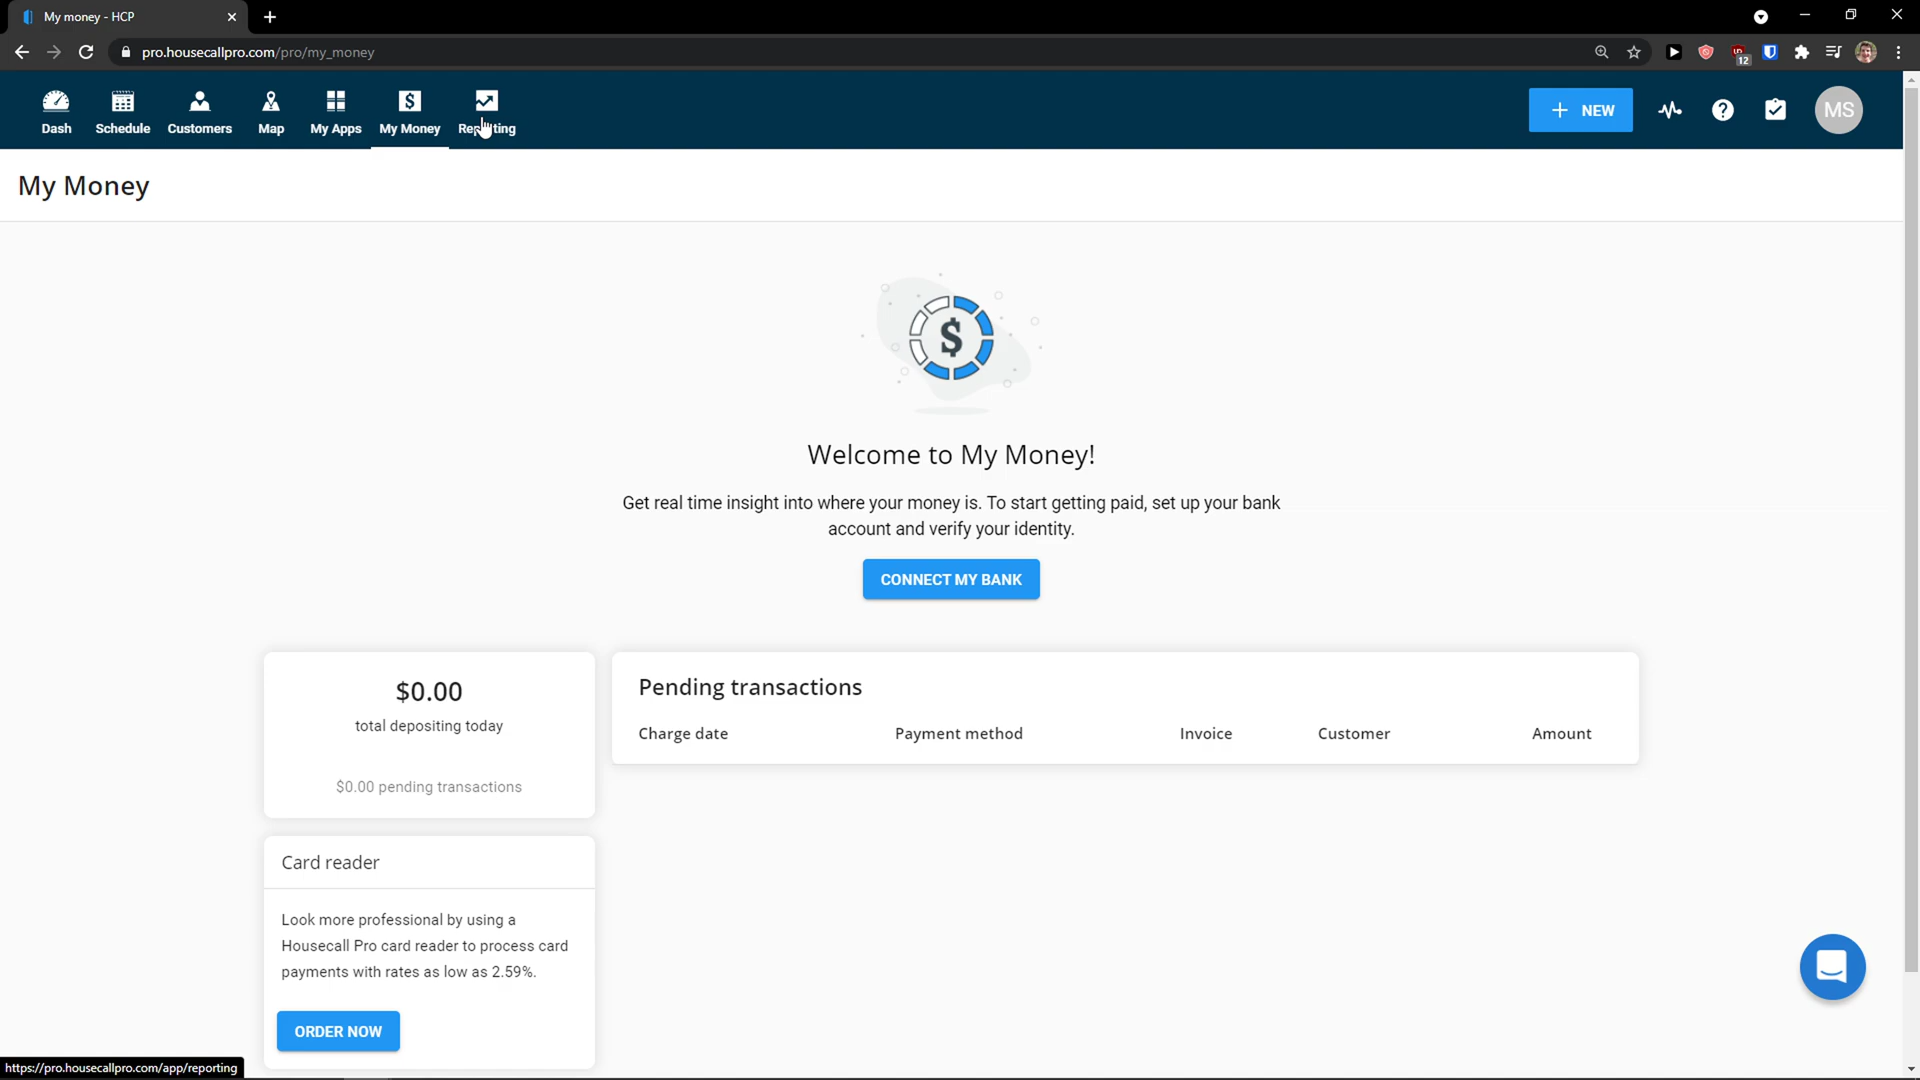 My money - HCP
pro.housecallpro.com/pro/my_money
12
Dash
Schedule
Customers
Map
My Apps
My Money
Reporting
+ NEW
MS
My Money
$
Welcome to My Money!
Get real time insight into where your money is. To start getting paid, set up your bank
account and verify your identity.
CONNECT MY BANK
$0.00
total depositing today
$0.00 pending transactions
Pending transactions
Charge date
Payment method
Invoice
Customer
Amount
Card reader
Look more professional by using a
Housecall Pro card reader to process card
payments with rates as low as 2.59%.
ORDER NOW
https://pro.housecallpro.com/app/reporting